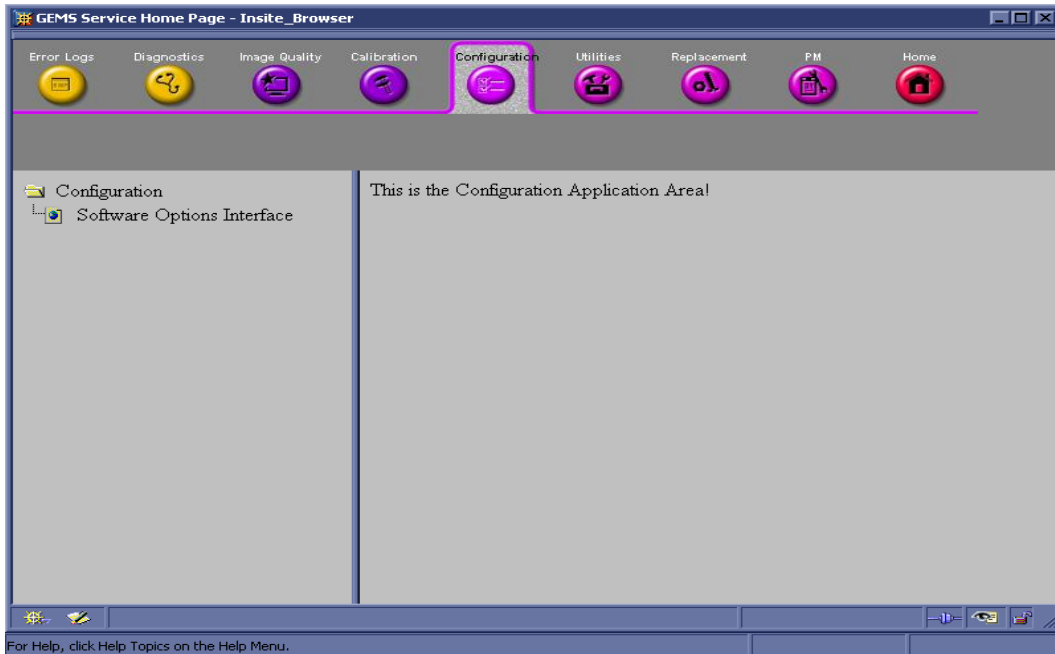 GEMS Service Home Page - Insite_Browser
Error Logs Diagnostics Image Quality Calibration Configuration Utilities Replacement PM Home
Configuration
Software Options Interface
This is the Configuration Application Area!
For Help, click Help Topics on the Help Menu.